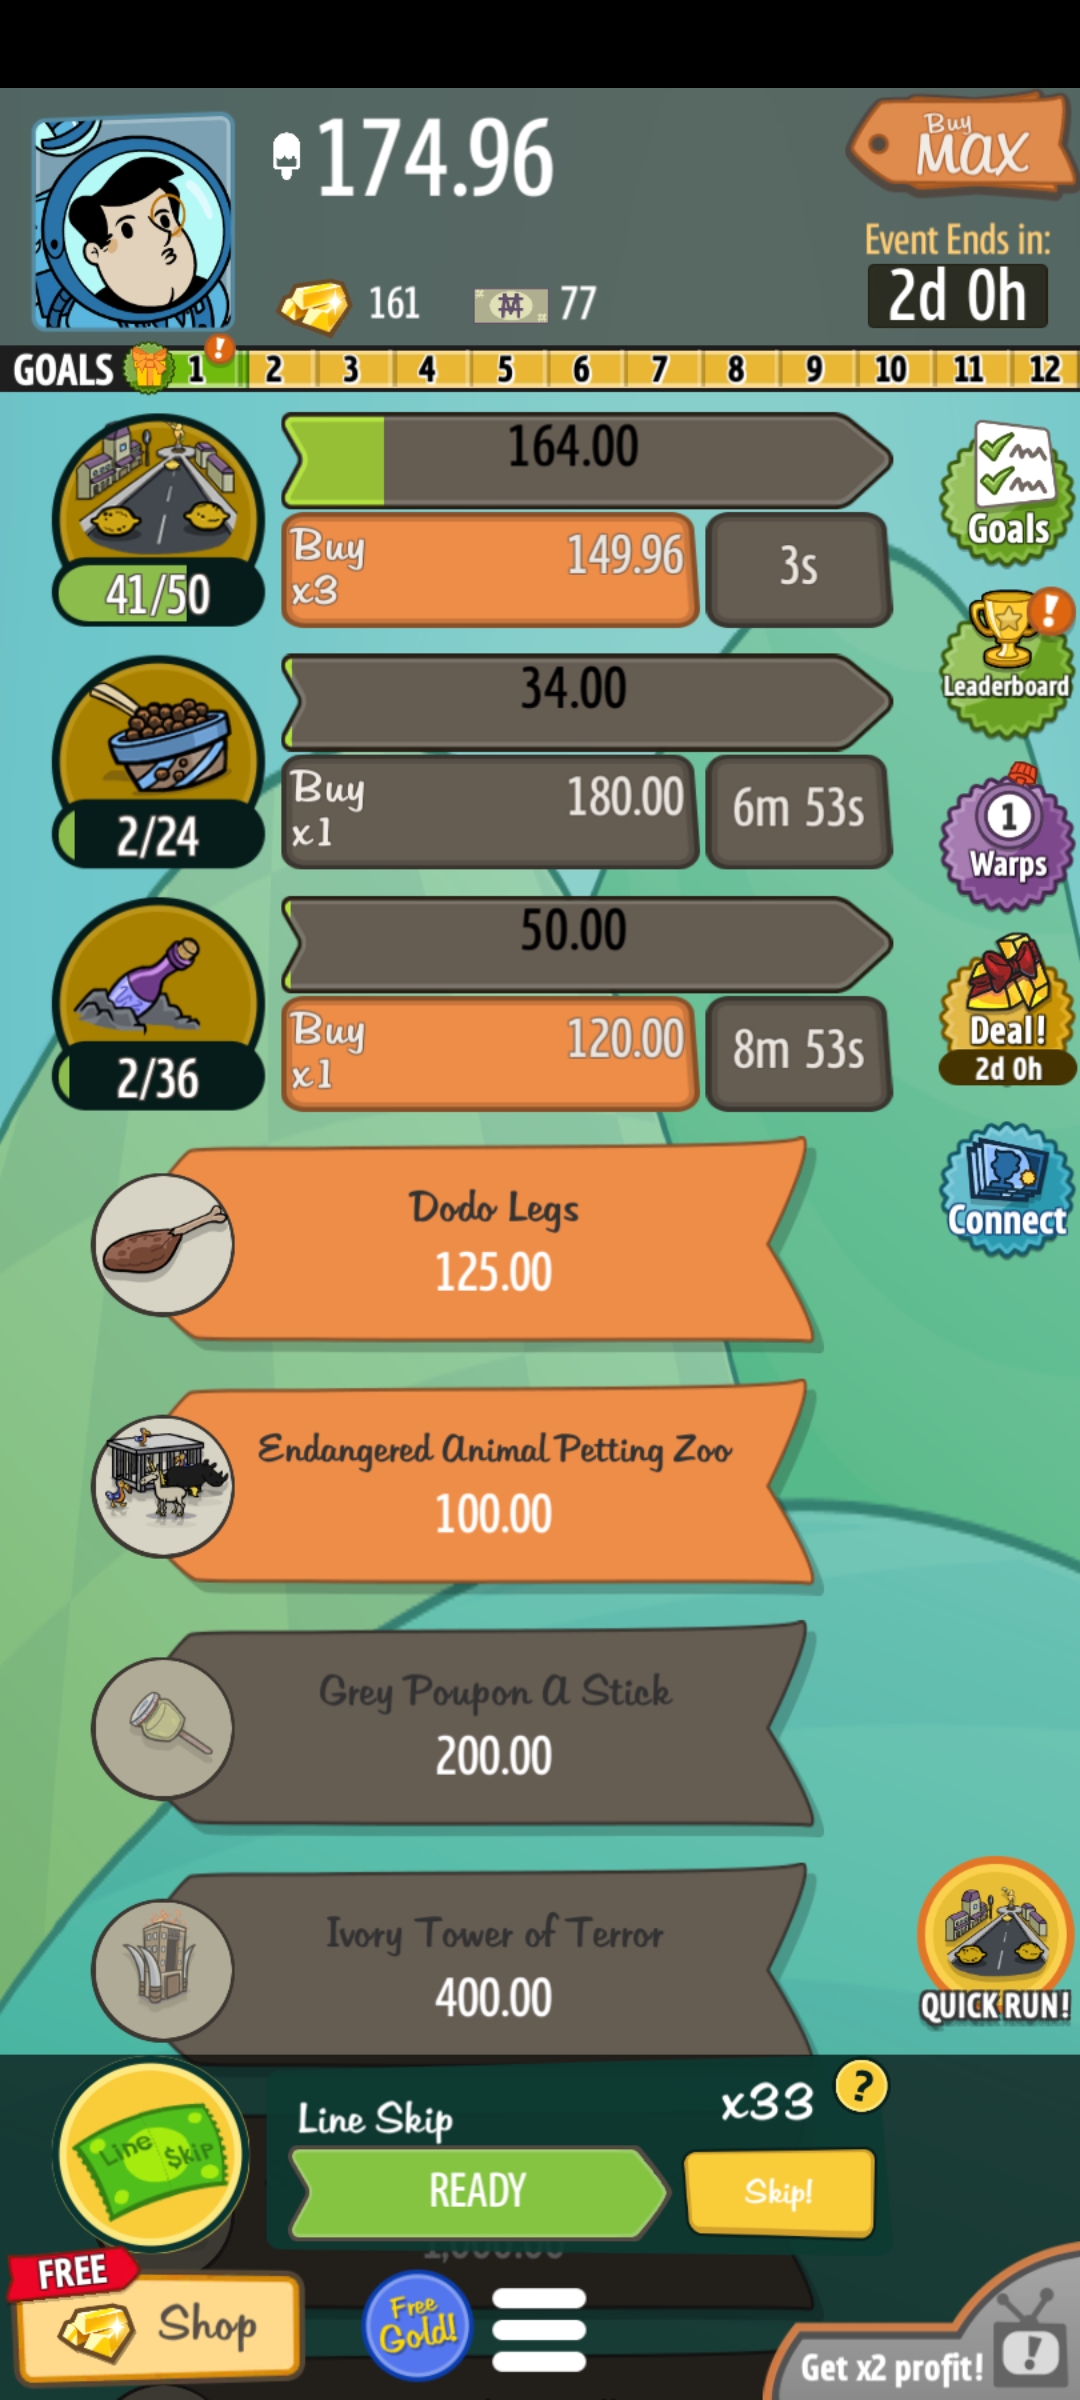 174.96
Buy
MAX
Event Ends in:
2d 0h
161
77
GOALS 1 ! 2 3 4 5 6 7 8 9 10 11 12
164.00
Buy
x3
149.96
3s
41/50
Goals
34.00
Buy
x1
180.00
6m 53s
2/24
!
Leaderboard
1
Warps
50.00
Buy
x1
120.00
8m 53s
2/36
Deal!
2d 0h
Connect
Dodo Legs
125.00
Endangered Animal Petting Zoo
100.00
Grey Poupon A Stick
200.00
Ivory Tower of Terror
400.00
QUICK RUN!
Line $kip
Line Skip
x33
?
READY
Skip!
1,000.00
FREE
Shop
Free
Gold!
Get x2 profit!
!